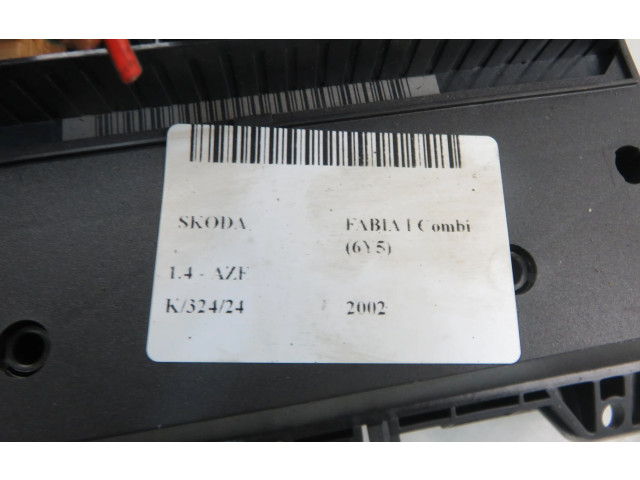 SKODA FABIA I Combi
(6Y5)
1.4 - AZF
K/324/24 2002